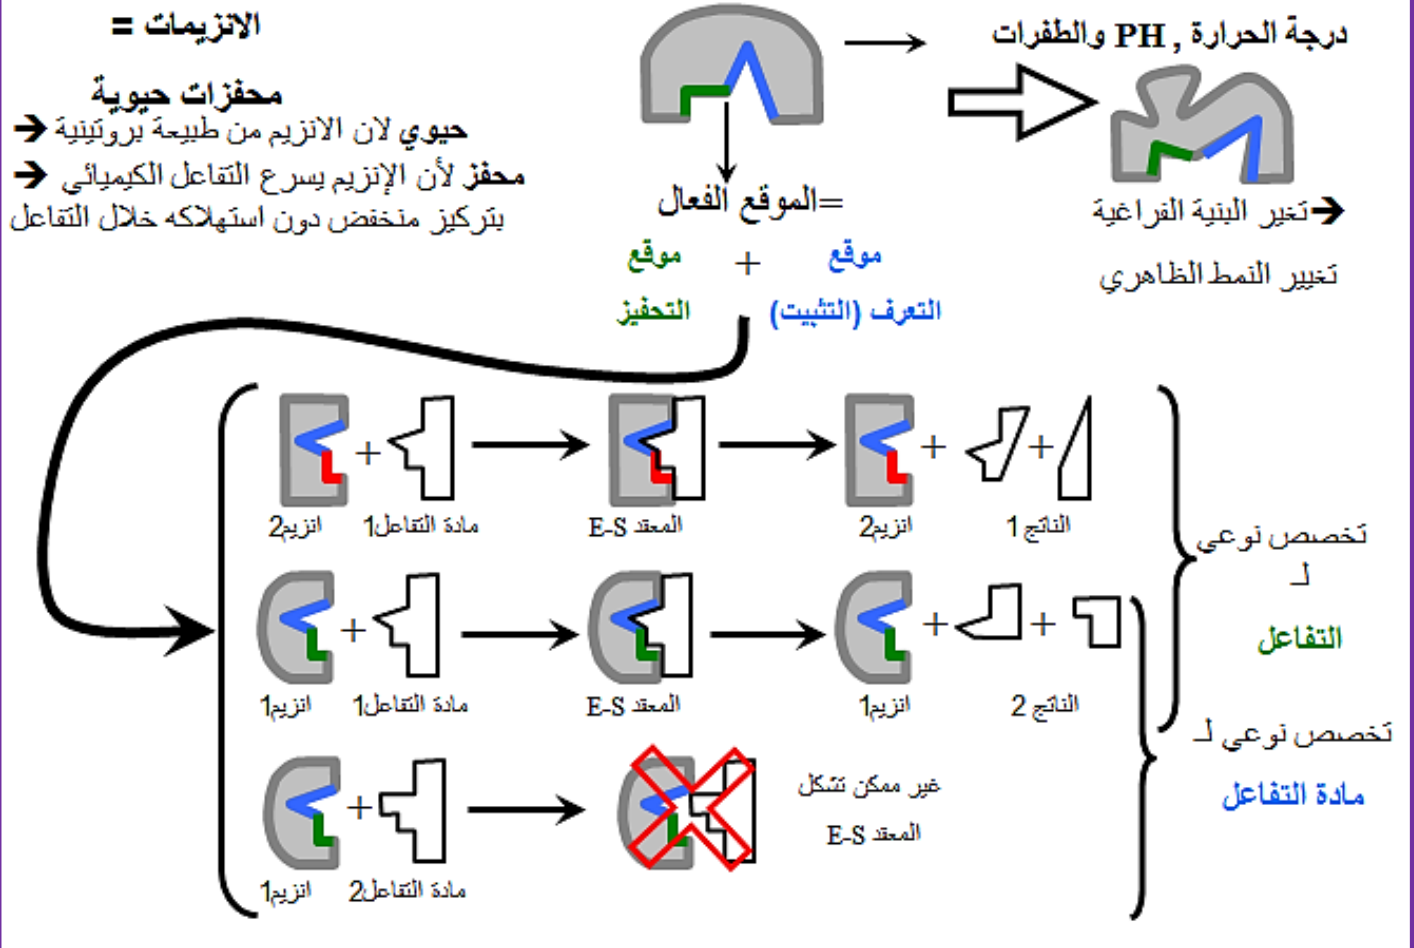 الانزيمات =
محفزات حيوية
حيوي لان الانزيم من طبيعة بروتينية ➔
محفز لأن الإنزيم يسرع التفاعل الكيميائي ➔
بتركيز منخفض دون استهلاكه خلال التفاعل
درجة الحرارة , PH والطفرات
➔تغير البنية الفراغية
تغيير النمط الظاهري
=الموقع الفعال
موقع + موقع
التعرف (التثبيت) التحفيز
+ + +
انزيم2 مادة التفاعل1 المعقد E-S انزيم2 الناتج 1
+ + +
انزيم1 مادة التفاعل1 المعقد E-S انزيم1 الناتج 2
+
انزيم1 مادة التفاعل2
غير ممكن تشكل
المعقد E-S
تخصص نوعي
لـ
التفاعل
تخصص نوعي لـ
مادة التفاعل